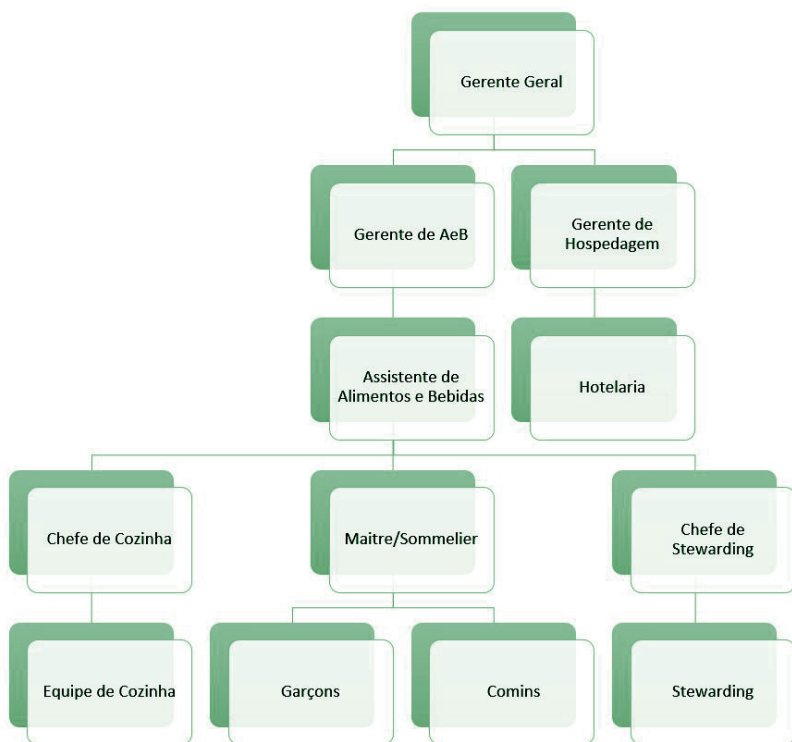 Gerente Geral
Gerente de AeB
Gerente de
Hospedagem
Assistente de
Alimentos e Bebidas
Hotelaria
Chefe de Cozinha
Maitre/Sommelier
Chefe de
Stewarding
Equipe de Cozinha
Garçons
Comins
Stewarding